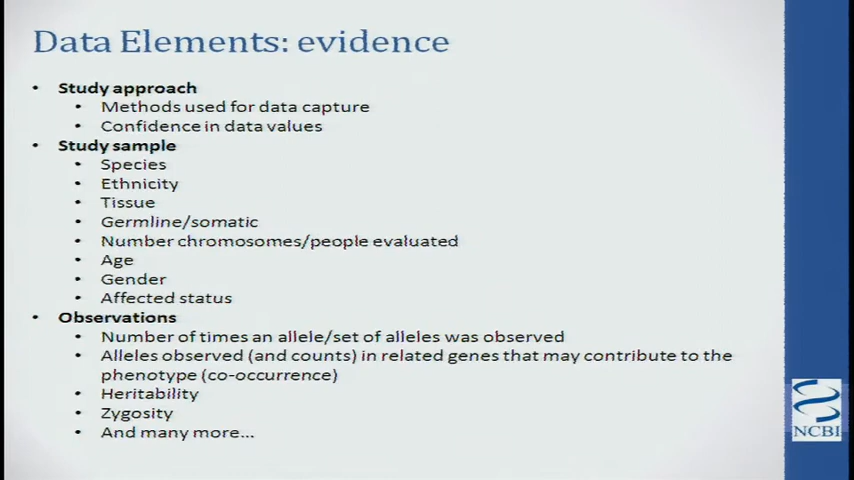 Data Elements: evidence
• Study approach
• Methods used for data capture
• Confidence in data values
• Study sample
• Species
• Ethnicity
• Tissue
• Germline/somatic
• Number chromosomes/people evaluated
• Age
• Gender
• Affected status
• Observations
• Number of times an allele/set of alleles was observed
• Alleles observed (and counts) in related genes that may contribute to the
phenotype (co-occurrence)
• Heritability
• Zygosity
• And many more...
NCBI